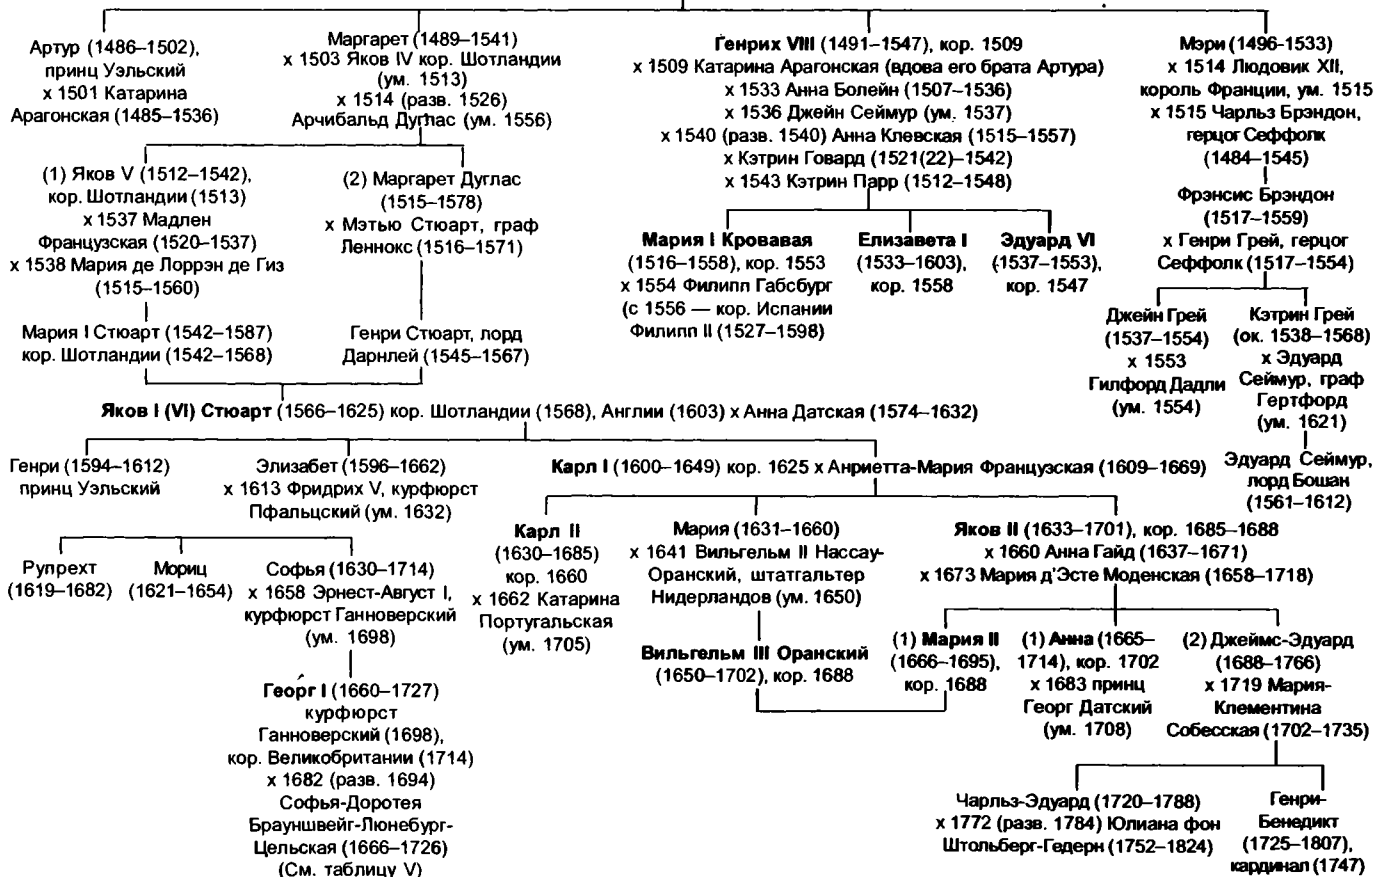 Артур (1486–1502),
принц Уэльский
x 1501 Катарина
Арагонская (1485–1536)
Маргарет (1489–1541)
x 1503 Яков IV кор. Шотландии
(ум. 1513)
x 1514 (разв. 1526)
Арчибальд Дуглас (ум. 1556)
Генрих VIII (1491–1547), кор. 1509
x 1509 Катарина Арагонская (вдова его брата Артура)
x 1533 Анна Болейн (1507–1536)
x 1536 Джейн Сеймур (ум. 1537)
x 1540 (разв. 1540) Анна Клевская (1515–1557)
x Кэтрин Говард (1521(22)–1542)
x 1543 Кэтрин Парр (1512–1548)
Мэри (1496-1533)
x 1514 Людовик XII,
король Франции, ум. 1515
x 1515 Чарльз Брэндон,
герцог Сеффолк
(1484–1545)
(1) Яков V (1512–1542),
кор. Шотландии (1513)
x 1537 Мадлен
Французская (1520–1537)
x 1538 Мария де Лоррэн де Гиз
(1515–1560)
(2) Маргарет Дуглас
(1515–1578)
x Мэтью Стюарт, граф
Леннокс (1516–1571)
Мария I Кровавая
(1516–1558), кор. 1553
x 1554 Филипп Габсбург
(с 1556 — кор. Испании
Филипп II (1527–1598)
Елизавета I
(1533–1603),
кор. 1558
Эдуард VI
(1537–1553),
кор. 1547
Фрэнсис Брэндон
(1517–1559)
x Генри Грей, герцог
Сеффолк (1517–1554)
Мария I Стюарт (1542–1587)
кор. Шотландии (1542–1568)
Генри Стюарт, лорд
Дарнлей (1545–1567)
Джейн Грей
(1537–1554)
x 1553
Гилфорд Дадли
(ум. 1554)
Кэтрин Грей
(ок. 1538–1568)
x Эдуард
Сеймур, граф
Гертфорд
(ум. 1621)
Яков I (VI) Стюарт (1566–1625) кор. Шотландии (1568), Англии (1603) x Анна Датская (1574–1632)
Генри (1594–1612)
принц Уэльский
Элизабет (1596–1662)
x 1613 Фридрих V, курфюрст
Пфальцский (ум. 1632)
Карл I (1600–1649) кор. 1625 x Анриетта-Мария Французская (1609–1669)
Эдуард Сеймур,
лорд Бошан
(1561–1612)
Рупрехт
(1619–1682)
Мориц
(1621–1654)
Софья (1630–1714)
x 1658 Эрнест-Август I,
курфюрст Ганноверский
(ум. 1698)
Карл II
(1630–1685)
кор. 1660
x 1662 Катарина
Португальская
(ум. 1705)
Мария (1631–1660)
x 1641 Вильгельм II Нассау-
Оранский, штатгальтер
Нидерландов (ум. 1650)
Яков II (1633–1701), кор. 1685–1688
x 1660 Анна Гайд (1637–1671)
x 1673 Мария д'Эсте Моденская (1658–1718)
Вильгельм III Оранский
(1650–1702), кор. 1688
(1) Мария II
(1666–1695),
кор. 1688
(1) Анна (1665–
1714), кор. 1702
x 1683 принц
Георг Датский
(ум. 1708)
(2) Джеймс-Эдуард
(1688–1766)
x 1719 Мария-
Клементина
Собесская (1702–1735)
Георг I (1660–1727)
курфюрст
Ганноверский (1698),
кор. Великобритании (1714)
x 1682 (разв. 1694)
Софья-Доротея
Брауншвейг-Люнебург-
Цельская (1666–1726)
(См. таблицу V)
Чарльз-Эдуард (1720–1788)
x 1772 (разв. 1784) Юлиана фон
Штольберг-Гедерн (1752–1824)
Генри-
Бенедикт
(1725–1807),
кардинал (1747)